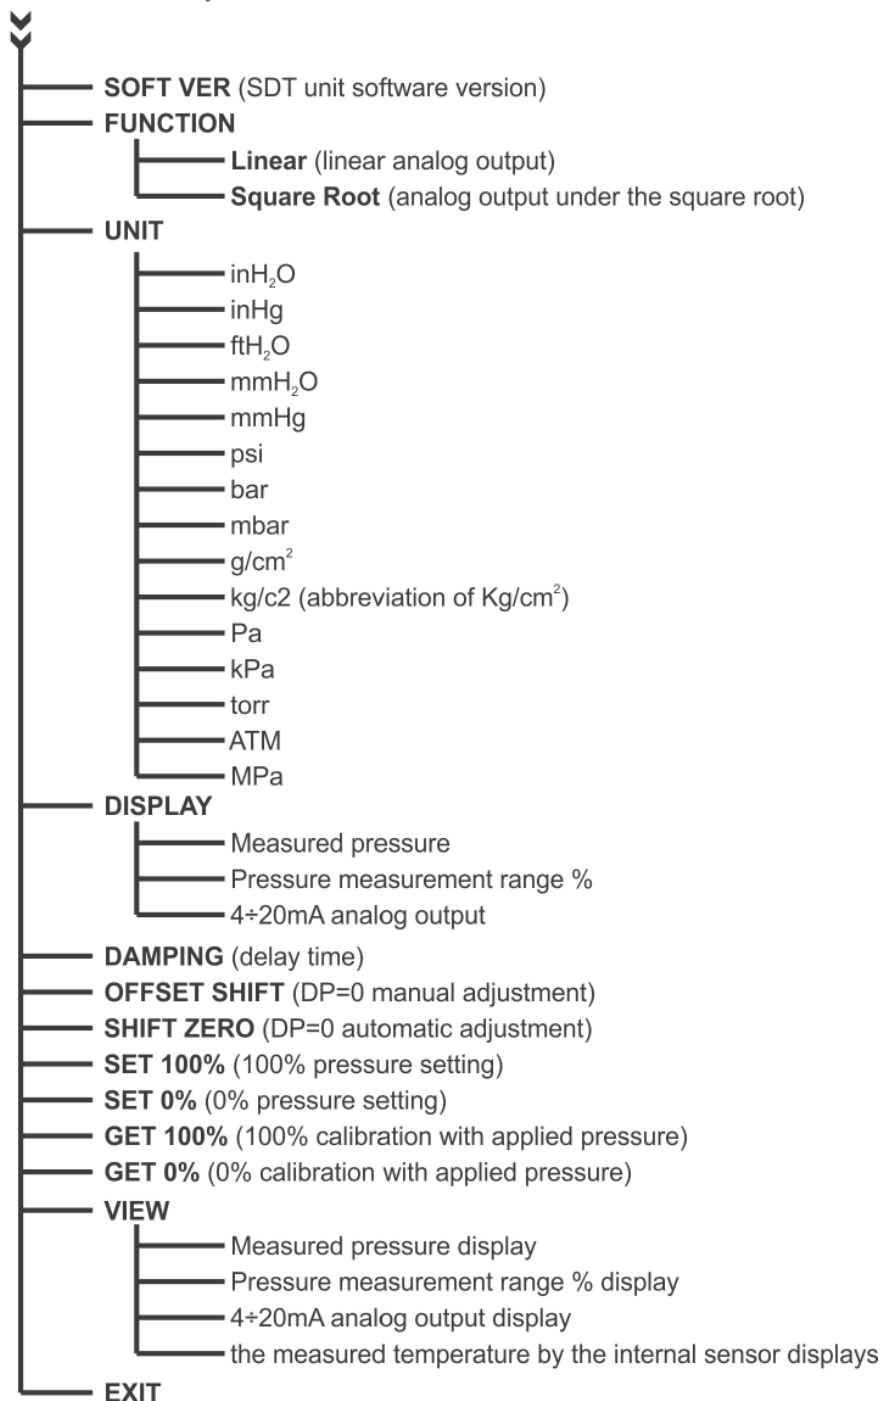 SOFT VER (SDT unit software version)
FUNCTION
Linear (linear analog output)
Square Root (analog output under the square root)
UNIT
inH₂O
inHg
ftH₂O
mmH₂O
mmHg
psi
bar
mbar
g/cm²
kg/c2 (abbreviation of Kg/cm²)
Pa
kPa
torr
ATM
MPa
DISPLAY
Measured pressure
Pressure measurement range %
4÷20mA analog output
DAMPING (delay time)
OFFSET SHIFT (DP=0 manual adjustment)
SHIFT ZERO (DP=0 automatic adjustment)
SET 100% (100% pressure setting)
SET 0% (0% pressure setting)
GET 100% (100% calibration with applied pressure)
GET 0% (0% calibration with applied pressure)
VIEW
Measured pressure display
Pressure measurement range % display
4÷20mA analog output display
the measured temperature by the internal sensor displays
EXIT